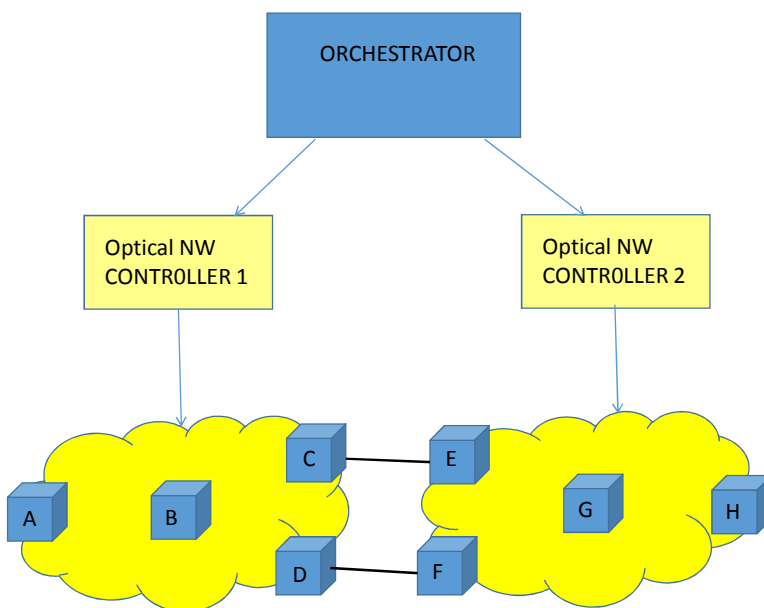 ORCHESTRATOR
Optical NW
CONTR0LLER 1
Optical NW
CONTR0LLER 2
C
E
A
B
G
H
D
F